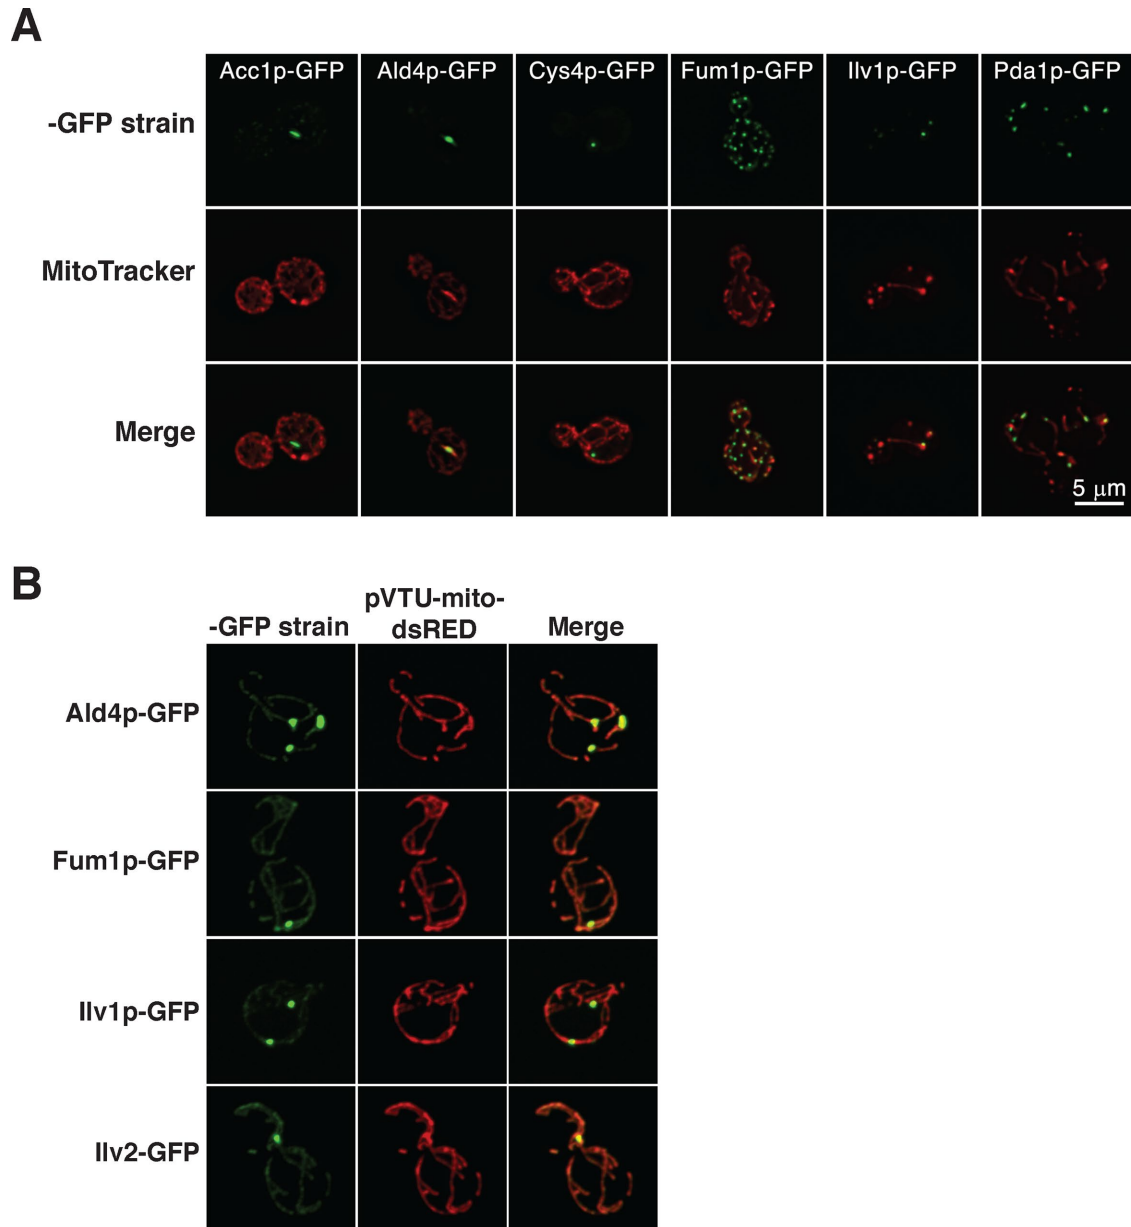 A
Acc1p-GFP Ald4p-GFP Cys4p-GFP Fum1p-GFP Ilv1p-GFP Pda1p-GFP
-GFP strain
MitoTracker
Merge
5 μm
B
-GFP strain pVTU-mito-
dsRED Merge
Ald4p-GFP
Fum1p-GFP
Ilv1p-GFP
Ilv2-GFP